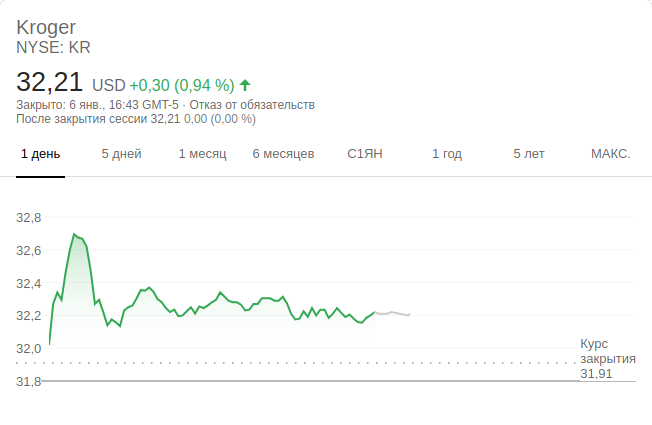 Kroger
NYSE: KR
32,21 USD +0,30 (0,94 %)
Закрыто: 6 янв., 16:43 GMT-5 · Отказ от обязательств
После закрытия сессии 32,21 0,00 (0,00 %)
1 день 5 дней 1 месяц 6 месяцев С1ЯН 1 год 5 лет МАКС.
32,8
32,6
32,4
32,2
32,0
31,8
Курс
закрытия
31,91